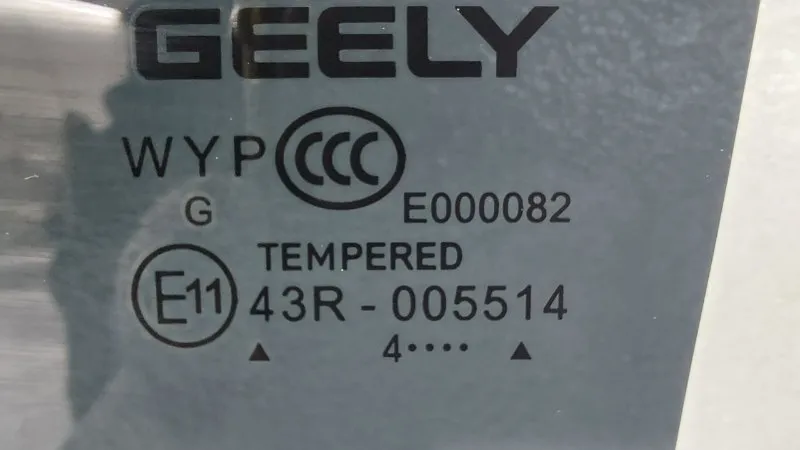 GEELY
WYP CCC
G E000082
TEMPERED
E11 43R-005514
▲ 4•••• ▲